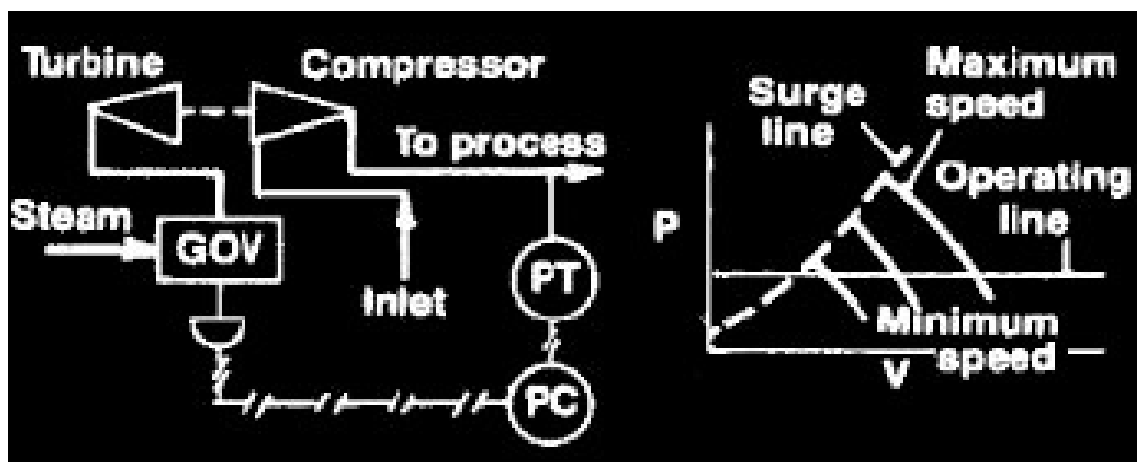 Turbine
Compressor
To process
Steam
GOV
Inlet
PT
PC
Surge
line
Maximum
speed
Operating
line
P
Minimum
speed
V